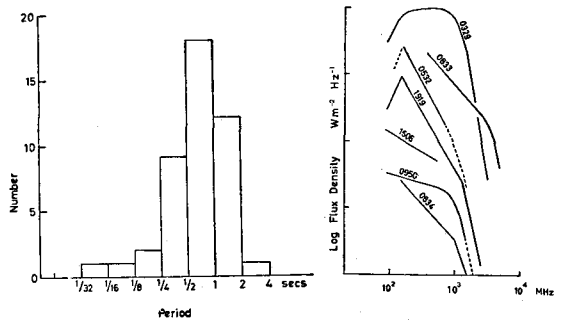 20
15
10
5
0
Number
1/32 1/16 1/8 1/4 1/2 1 2 4 secs
Period
Log Flux Density Wm⁻² Hz⁻¹
0329
0833
0532
1919
1506
0950
0834
10² 10³ 10⁴ MHz